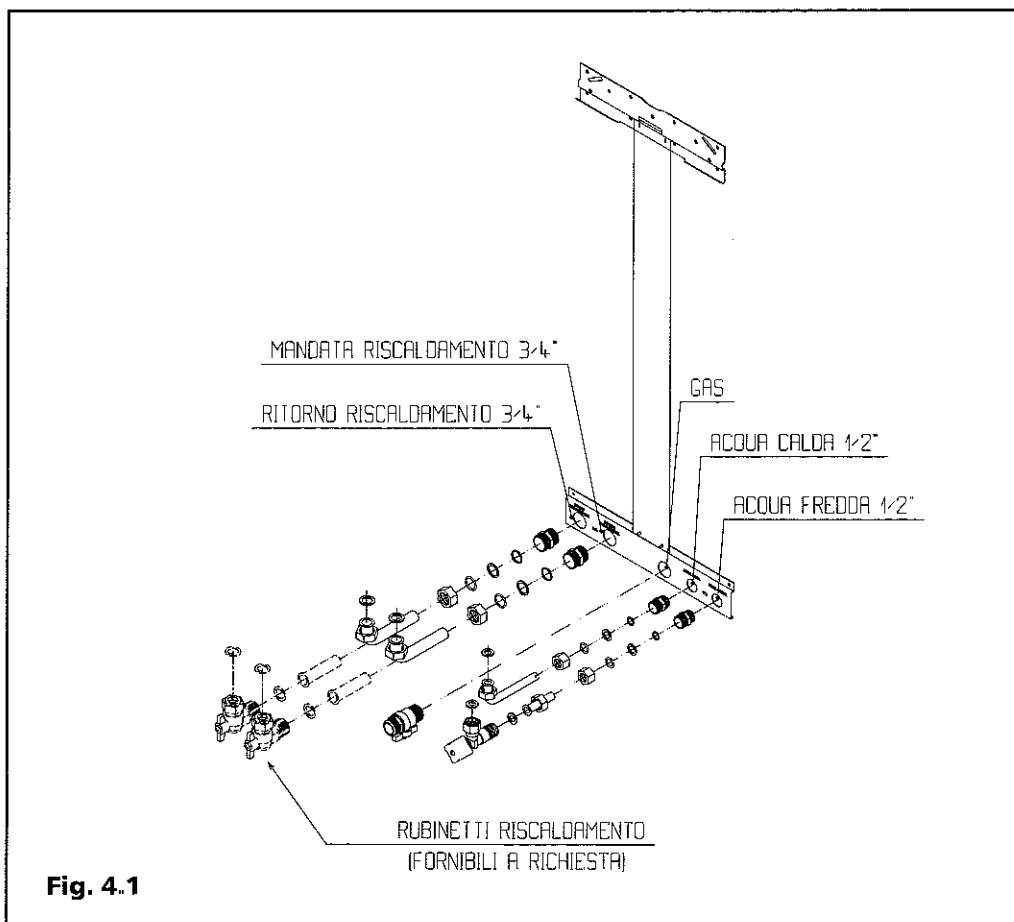 MANDATA RISCALDAMENTO 3/4"
GAS
RITORNO RISCALDAMENTO 3/4"
ACQUA CALDA 1/2"
ACQUA FREDDA 1/2"
RUBINETTI RISCALDAMENTO
(FORNIBILI A RICHIESTA)
Fig. 4.1